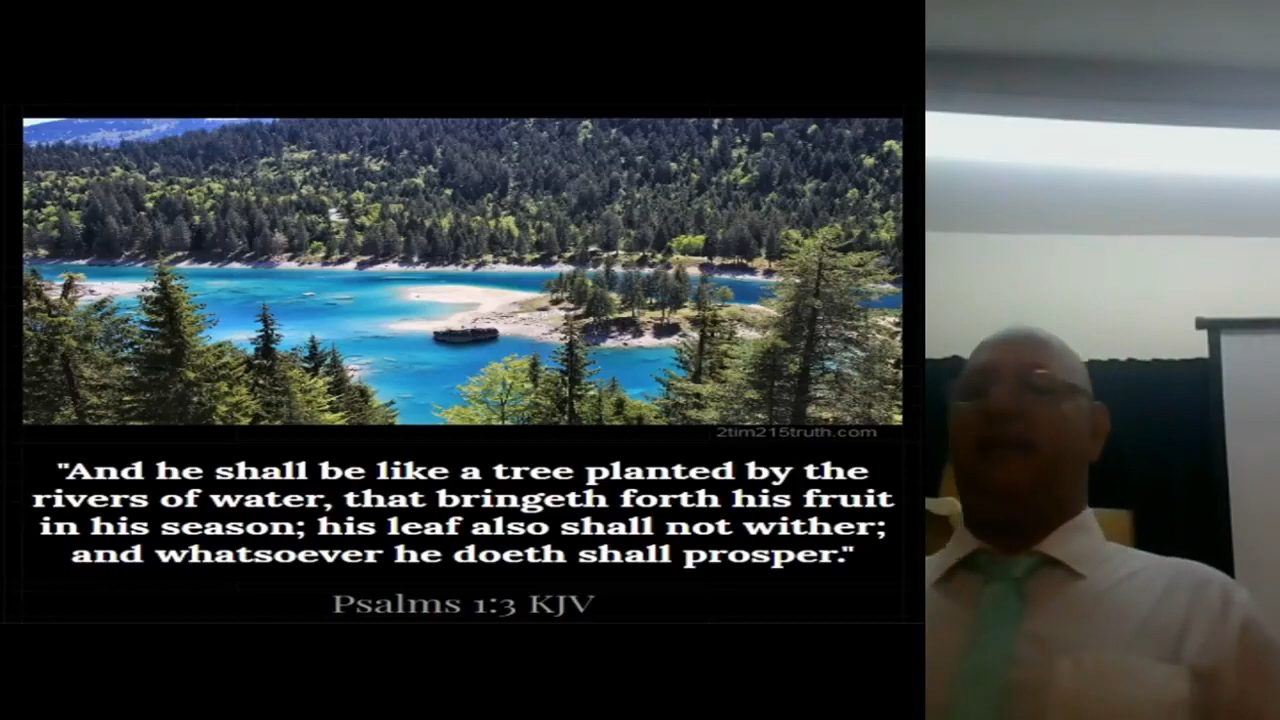 2tim215truth.com
"And he shall be like a tree planted by the
rivers of water, that bringeth forth his fruit
in his season; his leaf also shall not wither;
and whatsoever he doeth shall prosper."
Psalms 1:3 KJV